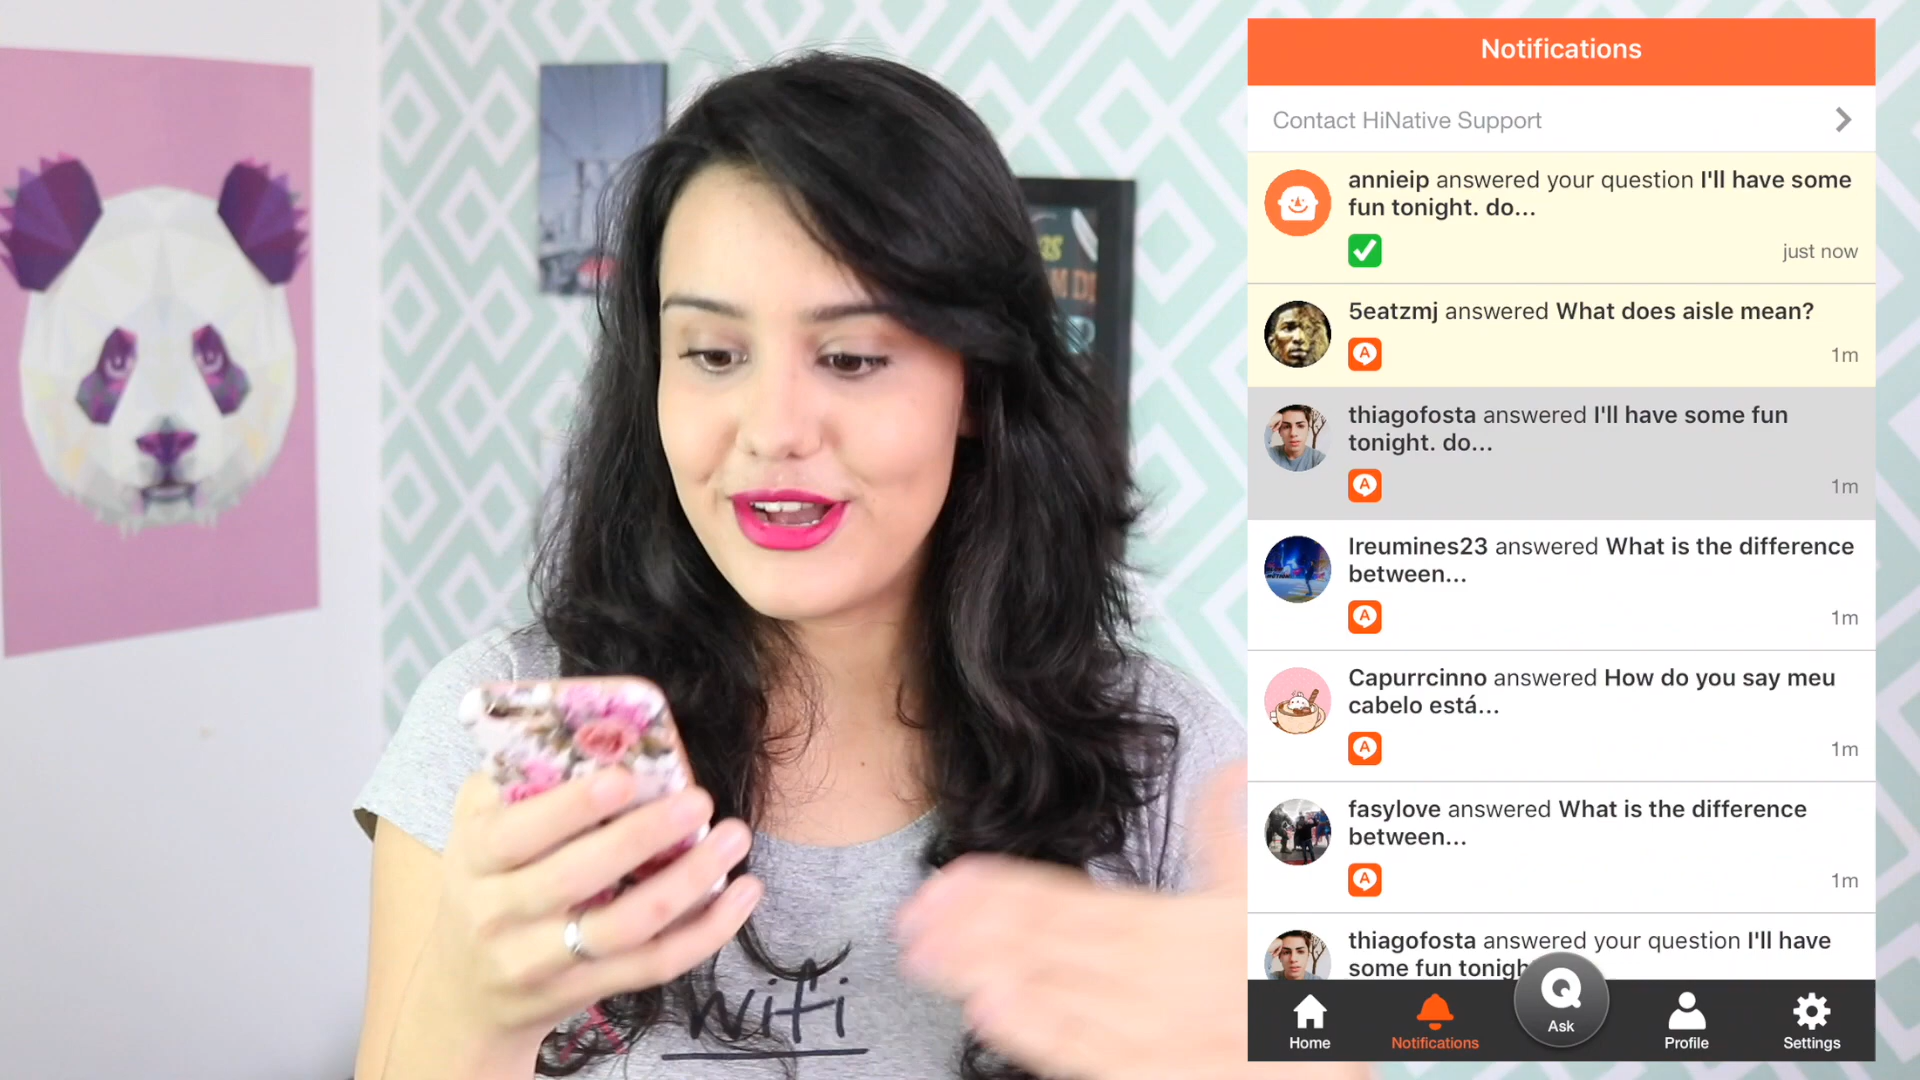 Notifications
Contact HiNative Support
annieip answered your question I'll have some
fun tonight. do...
just now
5eatzmj answered What does aisle mean?
A
1m
thiagofosta answered I'll have some fun
tonight. do...
A
1m
Ireumines23 answered What is the difference
between...
A
1m
Capurrcinno answered How do you say meu
cabelo está...
A
1m
fasylove answered What is the difference
between...
A
1m
thiagofosta answered your question I'll have
some fun tonigh
Home
Notifications
Q
Ask
Profile
Settings
wifi